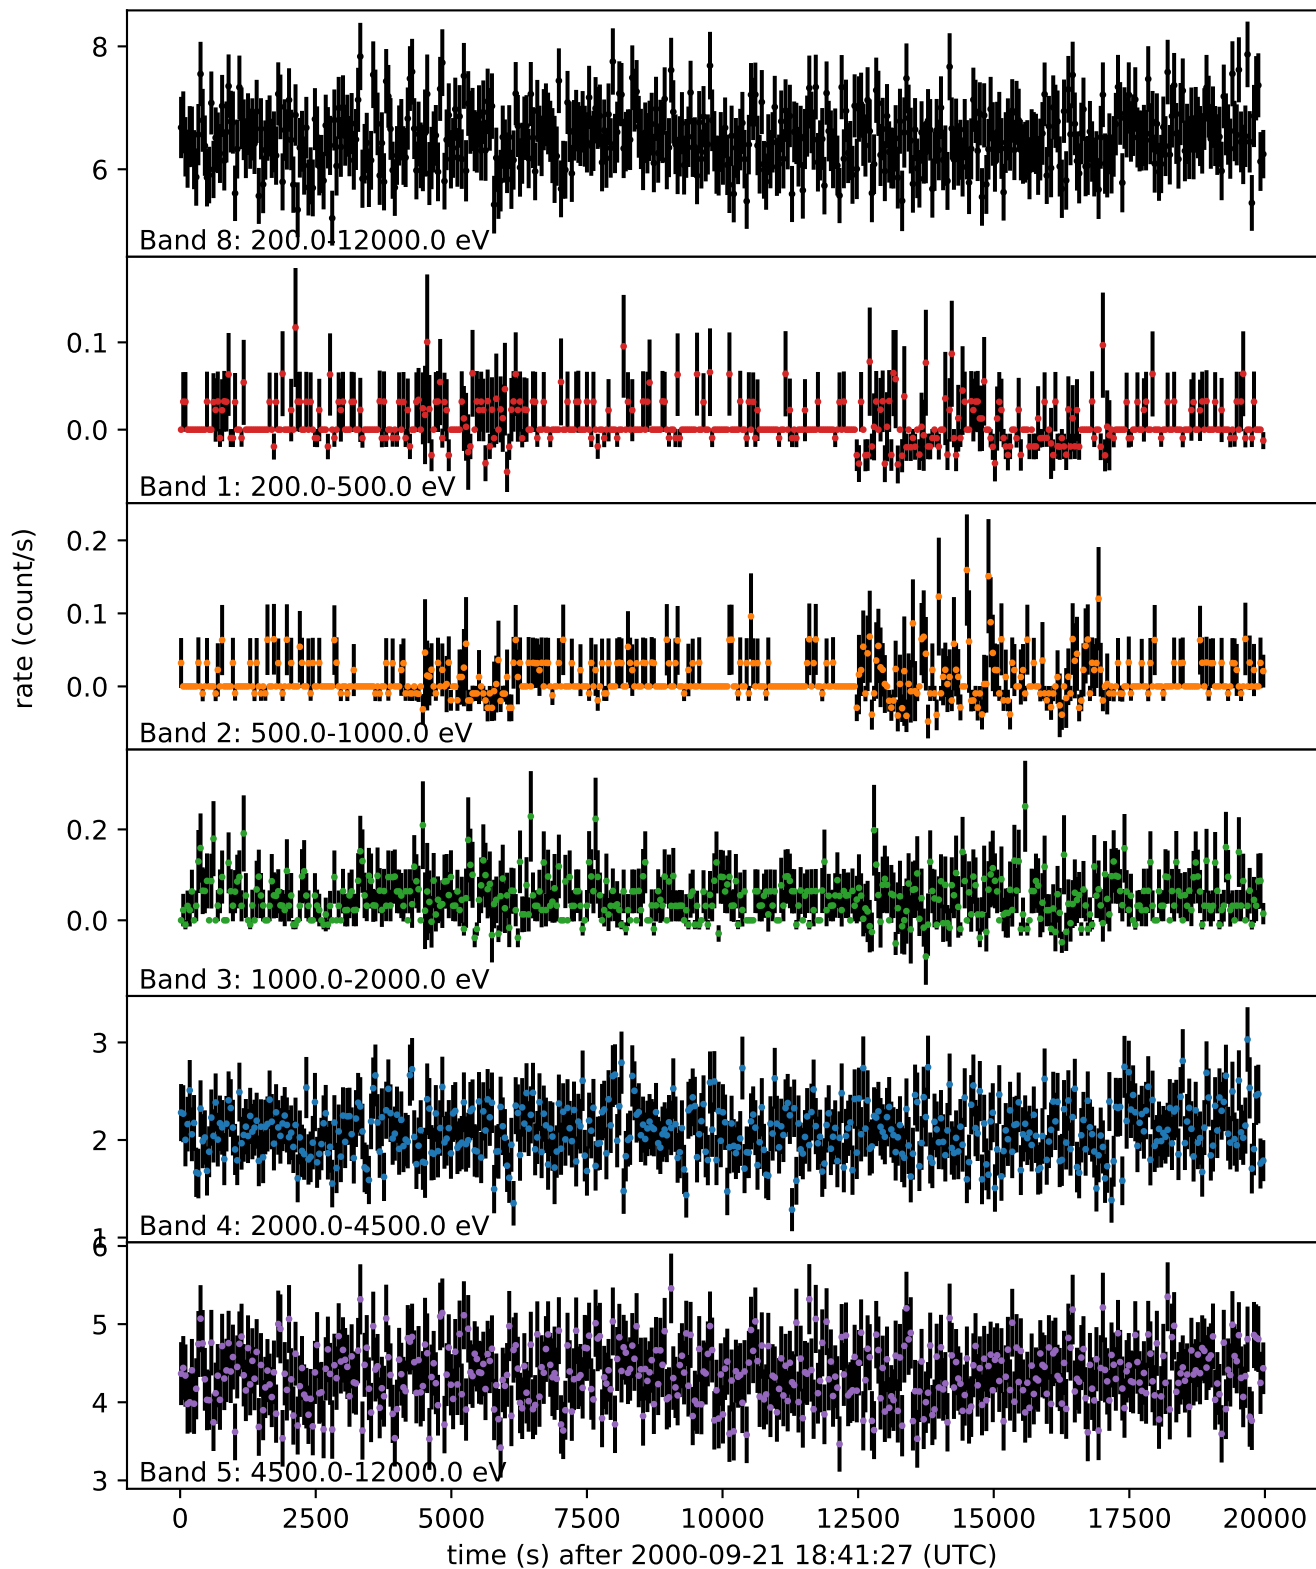 8
6
Band 8: 200.0-12000.0 eV
0.1
0.0
Band 1: 200.0-500.0 eV
0.2
0.1
0.0
Band 2: 500.0-1000.0 eV
rate (count/s)
0.2
0.0
Band 3: 1000.0-2000.0 eV
3
2
1
Band 4: 2000.0-4500.0 eV
6
5
4
3
Band 5: 4500.0-12000.0 eV
0 2500 5000 7500 10000 12500 15000 17500 20000
time (s) after 2000-09-21 18:41:27 (UTC)